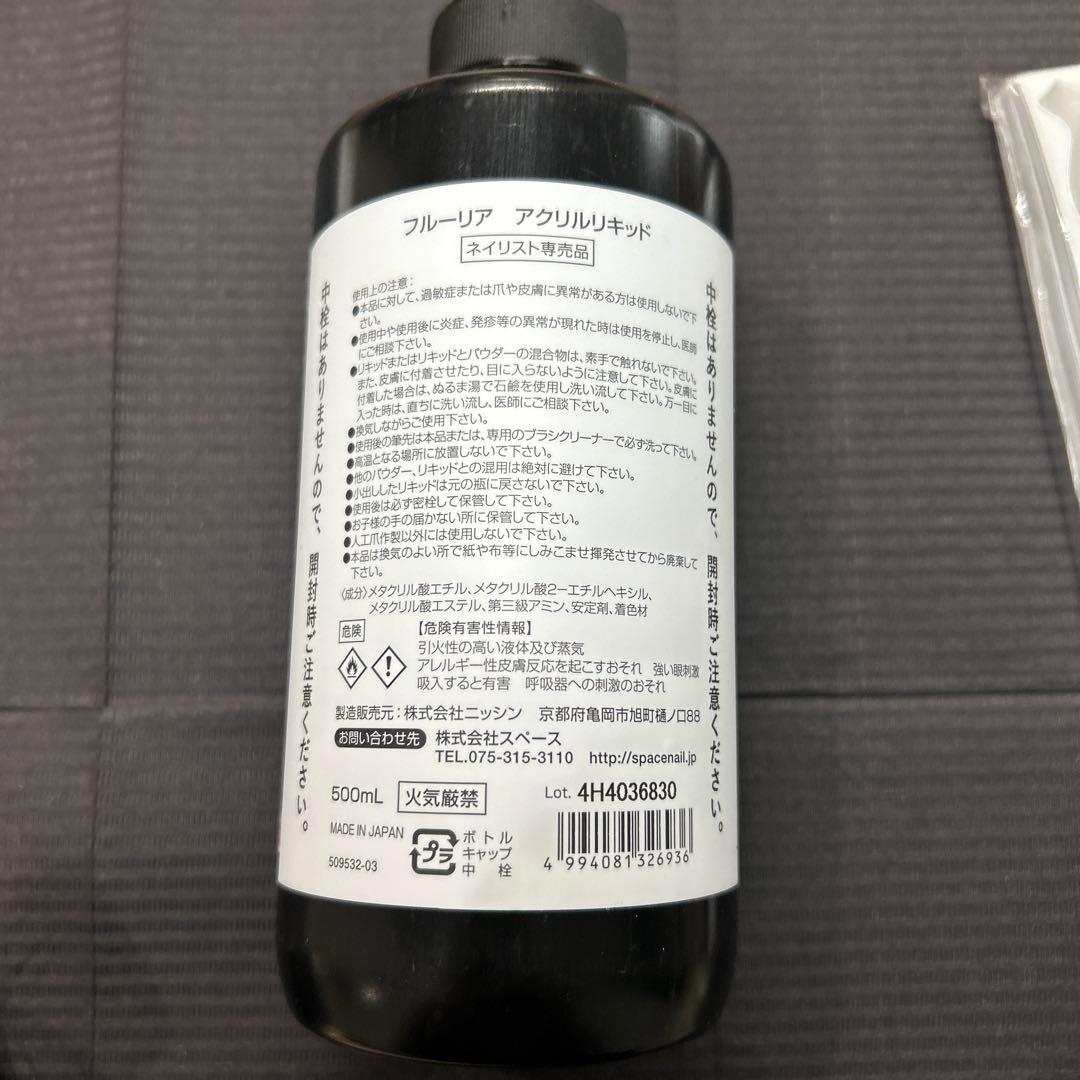 フルーリア アクリルリキッド
ネイリスト専売品
中栓はありませんので、開封時ご注意ください。
使用上の注意：
●本品に対して、過敏症または爪や皮膚に異常がある方は使用しないで下
さい。
●使用中や使用後に炎症、発疹等の異常が現れた時は使用を停止し、医師
にご相談下さい。
●リキッドまたはリキッドとパウダーの混合物は、素手で触れないで下さい。
また、皮膚に付着させたり、目に入らないように注意して下さい。皮膚に
付着した場合は、ぬるま湯で石鹸を使用し洗い流して下さい。万一目に
入った時は、直ちに洗い流し、医師にご相談下さい。
●換気しながらご使用下さい。
●使用後の筆先は本品または、専用のブラシクリーナーで必ず洗って下さい。
●高温となる場所に放置しないで下さい。
●他のパウダー、リキッドとの混用は絶対に避けて下さい。
●小出ししたリキッドは元の瓶に戻さないで下さい。
●使用後は必ず密栓して保管して下さい。
●お子様の手の届かない所に保管して下さい。
●人工爪作製以外には使用しないで下さい。
●本品は換気のよい所で紙や布等にしみこませ揮発させてから廃棄して
下さい。
〈成分〉メタクリル酸エチル、メタクリル酸2ーエチルヘキシル、
メタクリル酸エステル、第三級アミン、安定剤、着色材
危険
【危険有害性情報】
引火性の高い液体及び蒸気
アレルギー性皮膚反応を起こすおそれ 強い眼刺激
吸入すると有害 呼吸器への刺激のおそれ
製造販売元：株式会社ニッシン 京都府亀岡市旭町樋ノ口88
お問い合わせ先 株式会社スペース
TEL.075-315-3110 http://spacenail.jp
500mL 火気厳禁 Lot. 4H4036830
MADE IN JAPAN
509532-03
プラ
ボトル
キャップ
中栓
4 994081 326936
中栓はありませんので、開封時ご注意ください。